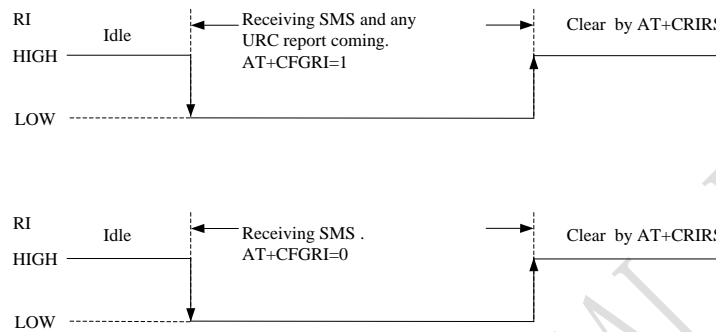 RI
Idle
Receiving SMS and any
URC report coming.
AT+CFGRI=1
Clear by AT+CRIRS
HIGH
LOW
RI
Idle
Receiving SMS .
AT+CFGRI=0
Clear by AT+CRIRS
HIGH
LOW